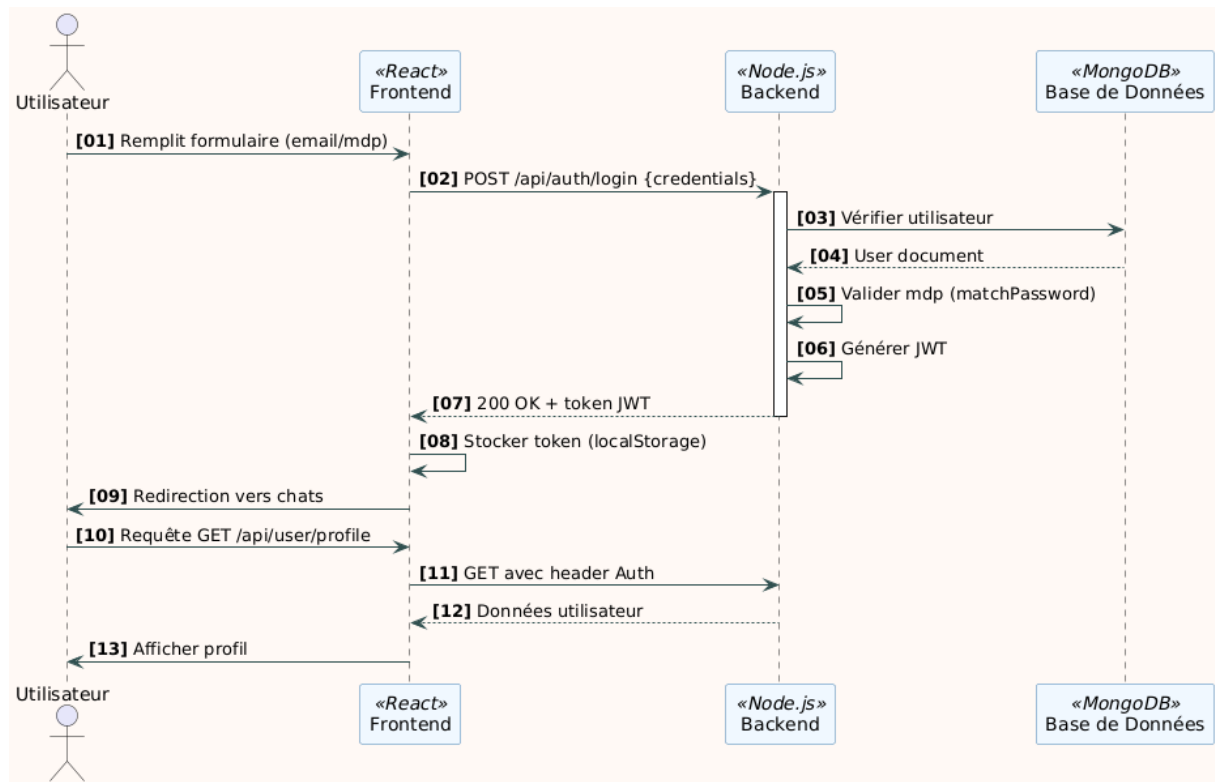 Utilisateur
«React»
Frontend
«Node.js»
Backend
«MongoDB»
Base de Données
[01] Remplit formulaire (email/mdp)
[02] POST /api/auth/login {credentials}
[03] Vérifier utilisateur
[04] User document
[05] Valider mdp (matchPassword)
[06] Générer JWT
[07] 200 OK + token JWT
[08] Stocker token (localStorage)
[09] Redirection vers chats
[10] Requête GET /api/user/profile
[11] GET avec header Auth
[12] Données utilisateur
[13] Afficher profil
Utilisateur
«React»
Frontend
«Node.js»
Backend
«MongoDB»
Base de Données